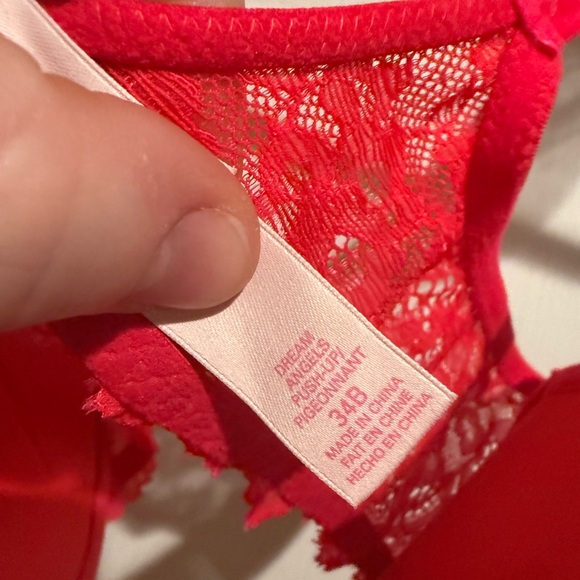 DREAM
ANGELS
PUSH-UP/
PIGEONNANT
34B
MADE IN CHINA
FAIT EN CHINE
HECHO EN CHINA